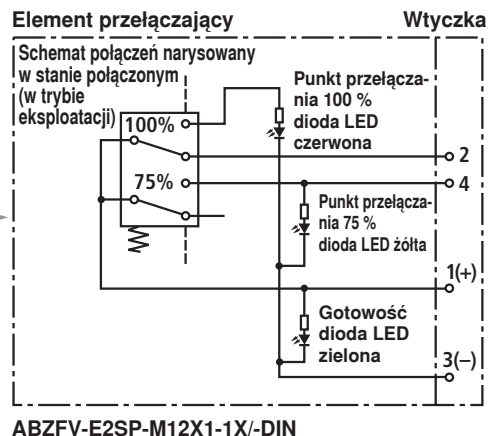 Element przełączający
Wtyczka
Schemat połączeń narysowany
w stanie połączonym
(w trybie
eksploatacji)
100%
75%
Punkt przełącza-
nia 100 %
dioda LED
czerwona
2
4
Punkt przełącza-
nia 75 %
dioda LED żółta
1(+)
Gotowość
dioda LED
zielona
3(–)
ABZFV-E2SP-M12X1-1X/-DIN